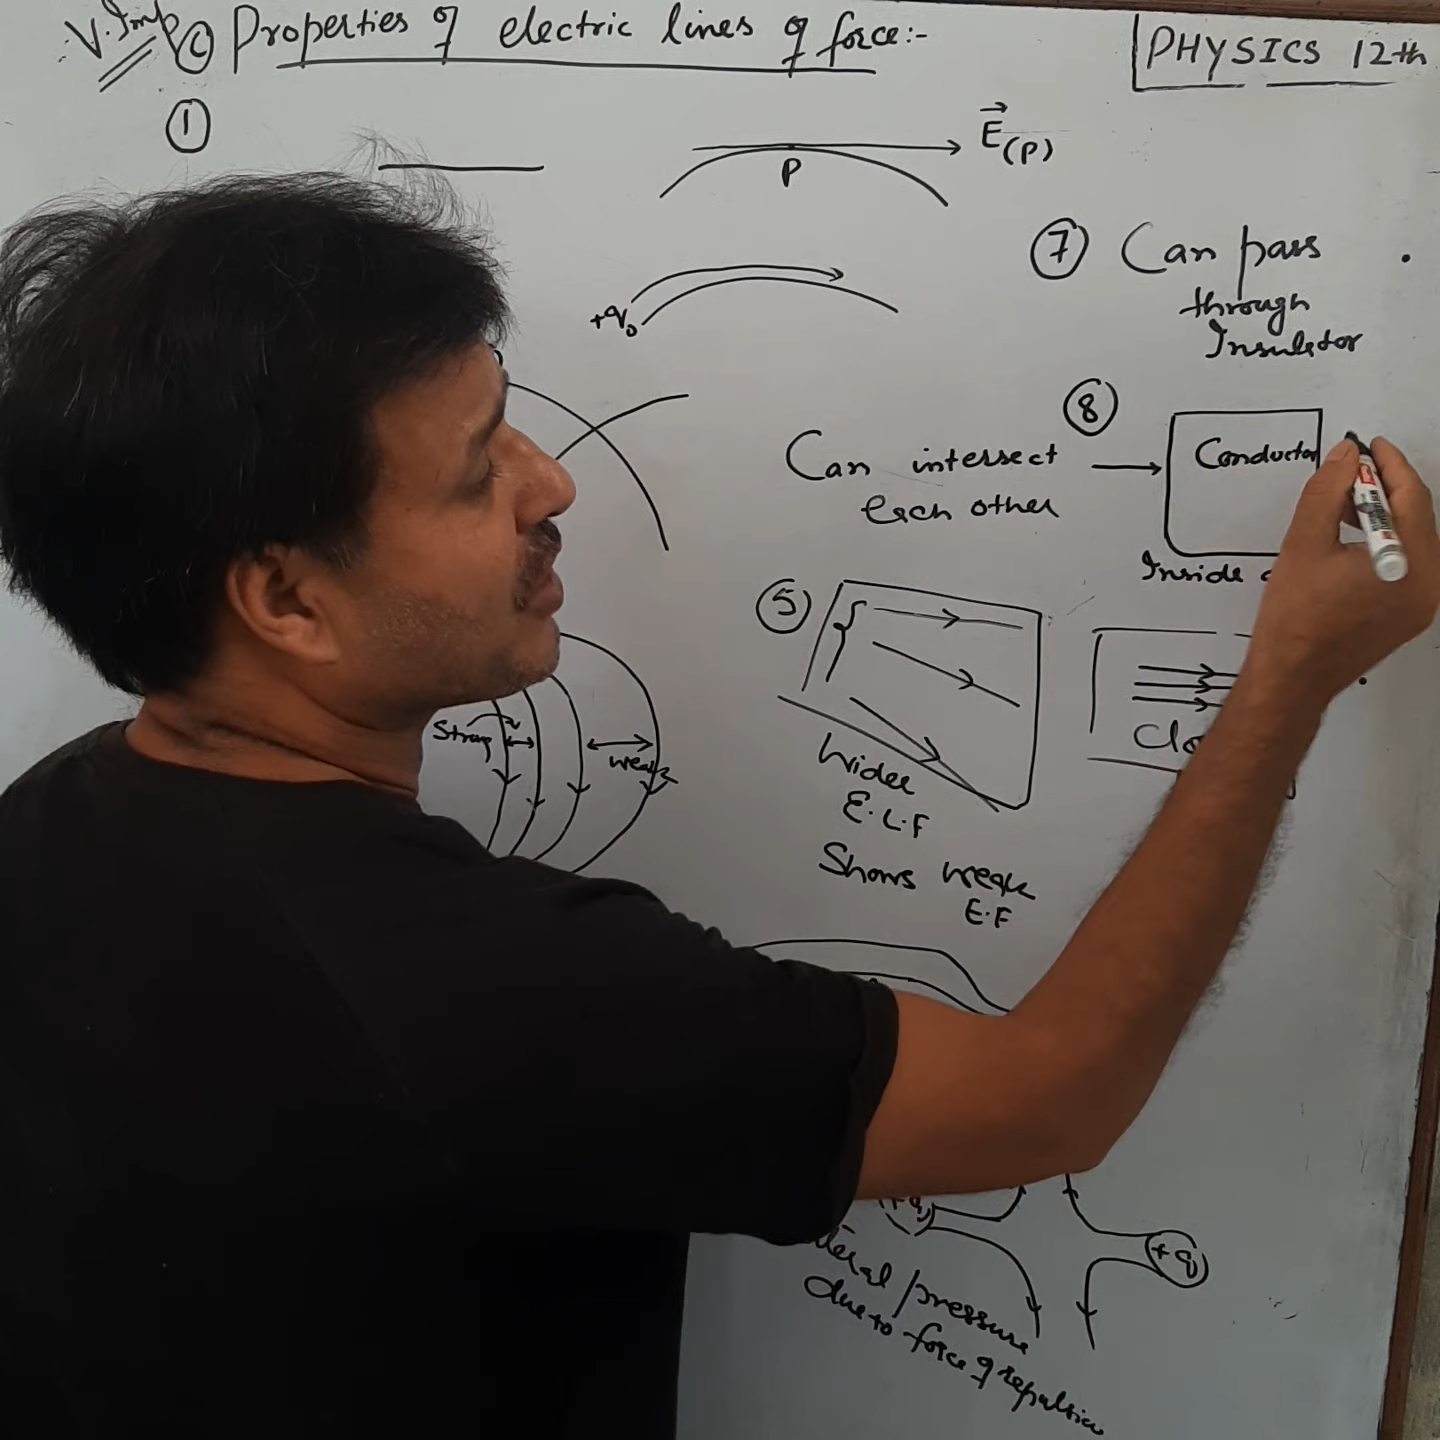 V. Imp (c) Properties of electric lines of force:-
PHYSICS 12th
①
E⃗(P)
P
+q₀
⑦ Can pass
through
Insulator
⑧
Conductor
Can intersect
each other
Inside
⑤
Strong
weak
Wider
E.L.F
Shows weak
E.F
+q
pressure
due to force of repulsion